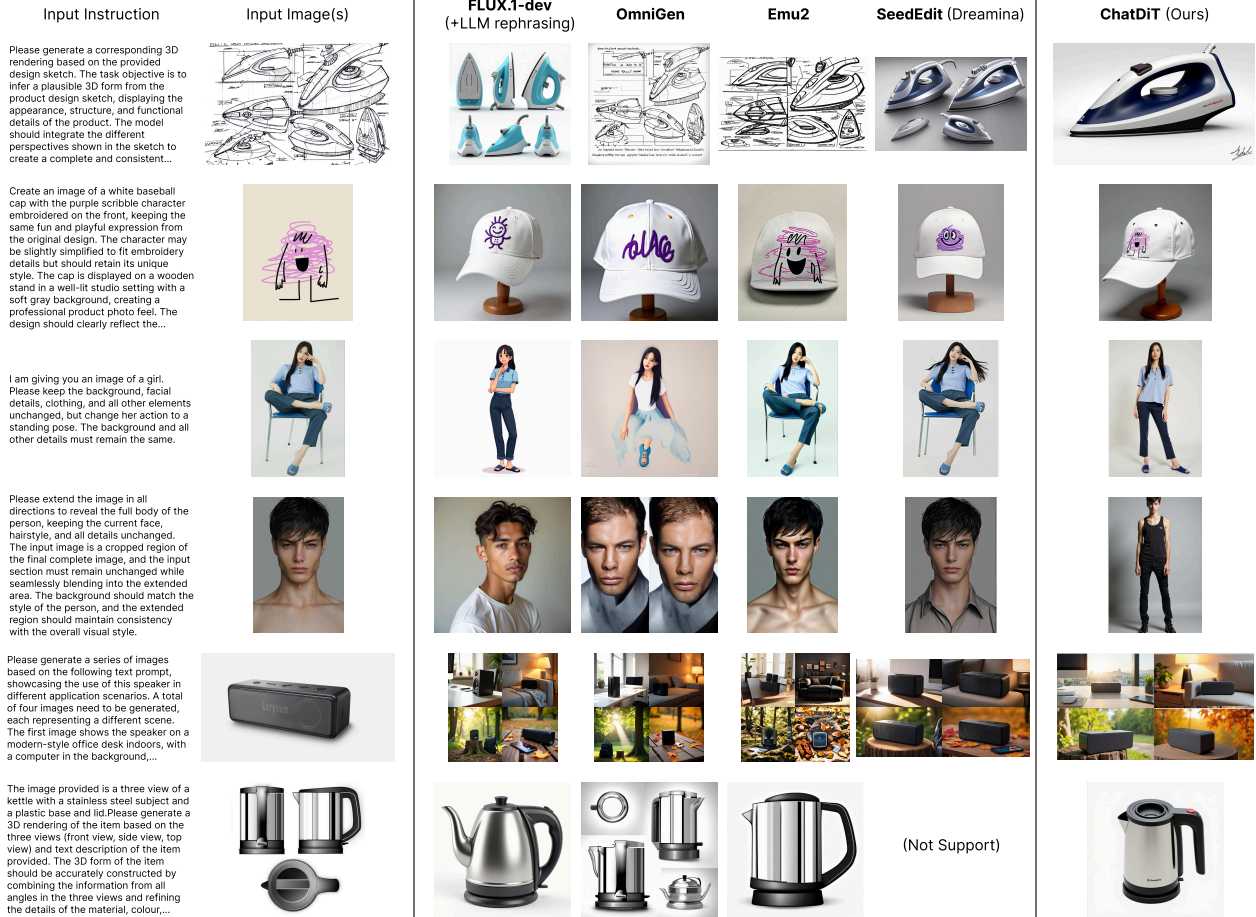 Input Instruction
Input Image(s)
FLUX.1-dev
(+LLM rephrasing)
OmniGen
Emu2
SeedEdit (Dreamina)
ChatDiT (Ours)
Please generate a corresponding 3D
rendering based on the provided
design sketch. The task objective is to
infer a plausible 3D form from the
product design sketch, displaying the
appearance, structure, and functional
details of the product. The model
should integrate the different
perspectives shown in the sketch to
create a complete and consistent...
Create an image of a white baseball
cap with the purple scribble character
embroidered on the front, keeping the
same fun and playful expression from
the original design. The character may
be slightly simplified to fit embroidery
details but should retain its unique
style. The cap is displayed on a wooden
stand in a well-lit studio setting with a
soft gray background, creating a
professional product photo feel. The
design should clearly reflect the...
I am giving you an image of a girl.
Please keep the background, facial
details, clothing, and all other elements
unchanged, but change her action to a
standing pose. The background and all
other details must remain the same.
Please extend the image in all
directions to reveal the full body of the
person, keeping the current face,
hairstyle, and all details unchanged.
The input image is a cropped region of
the final complete image, and the input
section must remain unchanged while
seamlessly blending into the extended
area. The background should match the
style of the person, and the extended
region should maintain consistency
with the overall visual style.
Please generate a series of images
based on the following text prompt,
showcasing the use of this speaker in
different application scenarios. A total
of four images need to be generated,
each representing a different scene.
The first image shows the speaker on a
modern-style office desk indoors, with
a computer in the background,...
The image provided is a three view of a
kettle with a stainless steel subject and
a plastic base and lid.Please generate a
3D rendering of the item based on the
three views (front view, side view, top
view) and text description of the item
provided. The 3D form of the item
should be accurately constructed by
combining the information from all
angles in the three views and refining
the details of the material, colour,...
(Not Support)